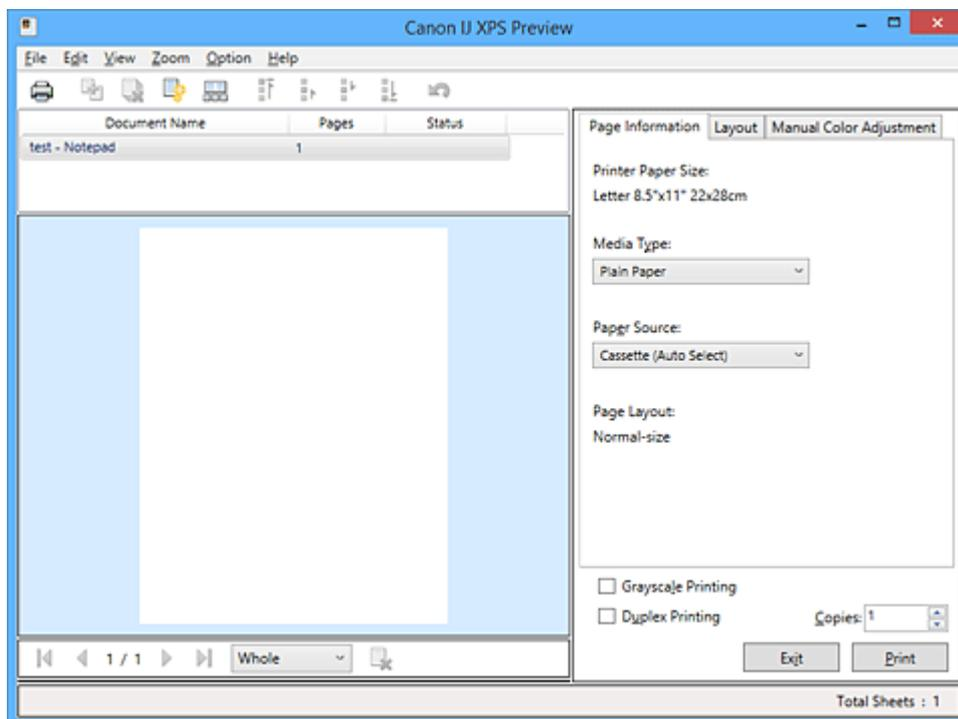 Canon IJ XPS Preview
File Edit View Zoom Option Help
Document Name Pages Status
test - Notepad 1
Page Information Layout Manual Color Adjustment
Printer Paper Size:
Letter 8.5"x11" 22x28cm
Media Type:
Plain Paper
Paper Source:
Cassette (Auto Select)
Page Layout:
Normal-size
Grayscale Printing
Duplex Printing Copies: 1
1 / 1 Whole Exit Print
Total Sheets : 1